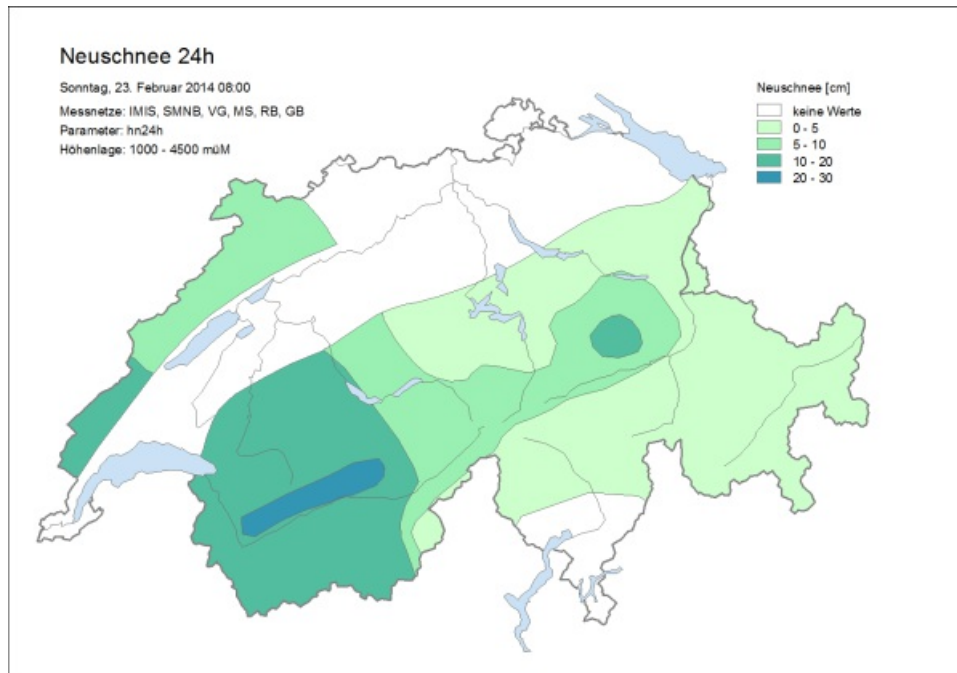 Neuschnee 24h
Sonntag, 23. Februar 2014 08:00
Messnetze: IMIS, SMNB, VG, MS, RB, GB
Parameter: hn24h
Höhenlage: 1000 - 4500 müM
Neuschnee [cm]
keine Werte
0 - 5
5 - 10
10 - 20
20 - 30